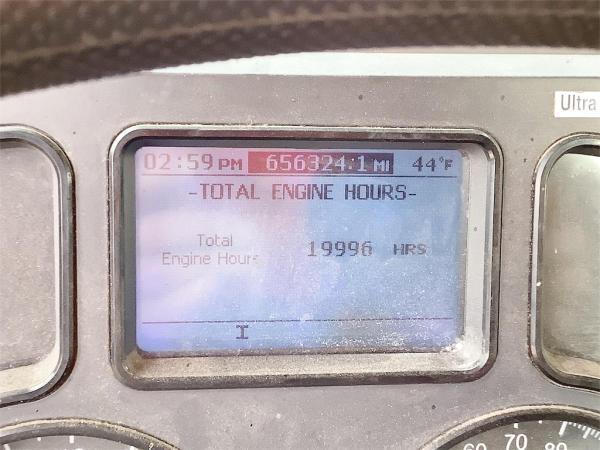 Ultra
02:59 PM 656324.1 MI 44°F
-TOTAL ENGINE HOURS-
Total
Engine Hours 19996 HRS
I
60 70 80